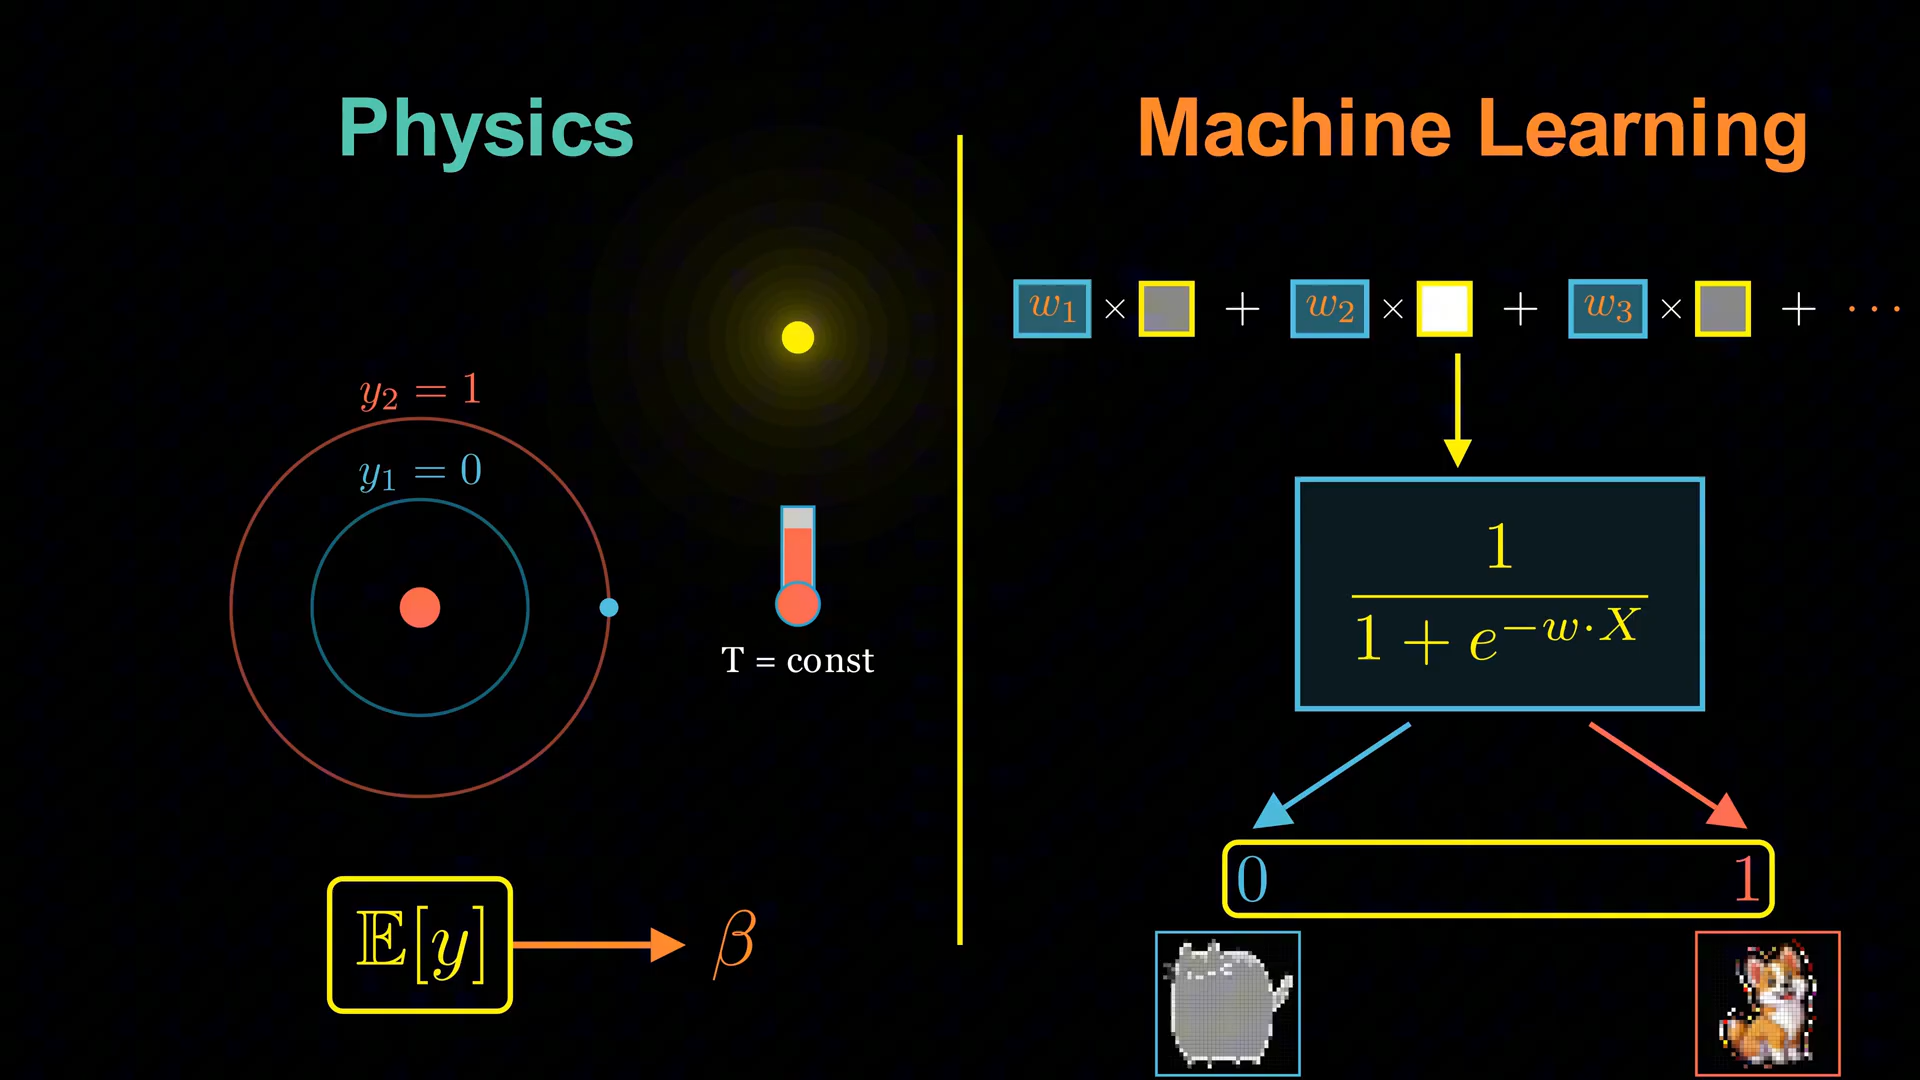 Physics
y₂ = 1
y₁ = 0
T = const
𝔼[y] β
Machine Learning
w₁ × + w₂ × + w₃ × + ···
1
1 + e^{−w·X}
0 1